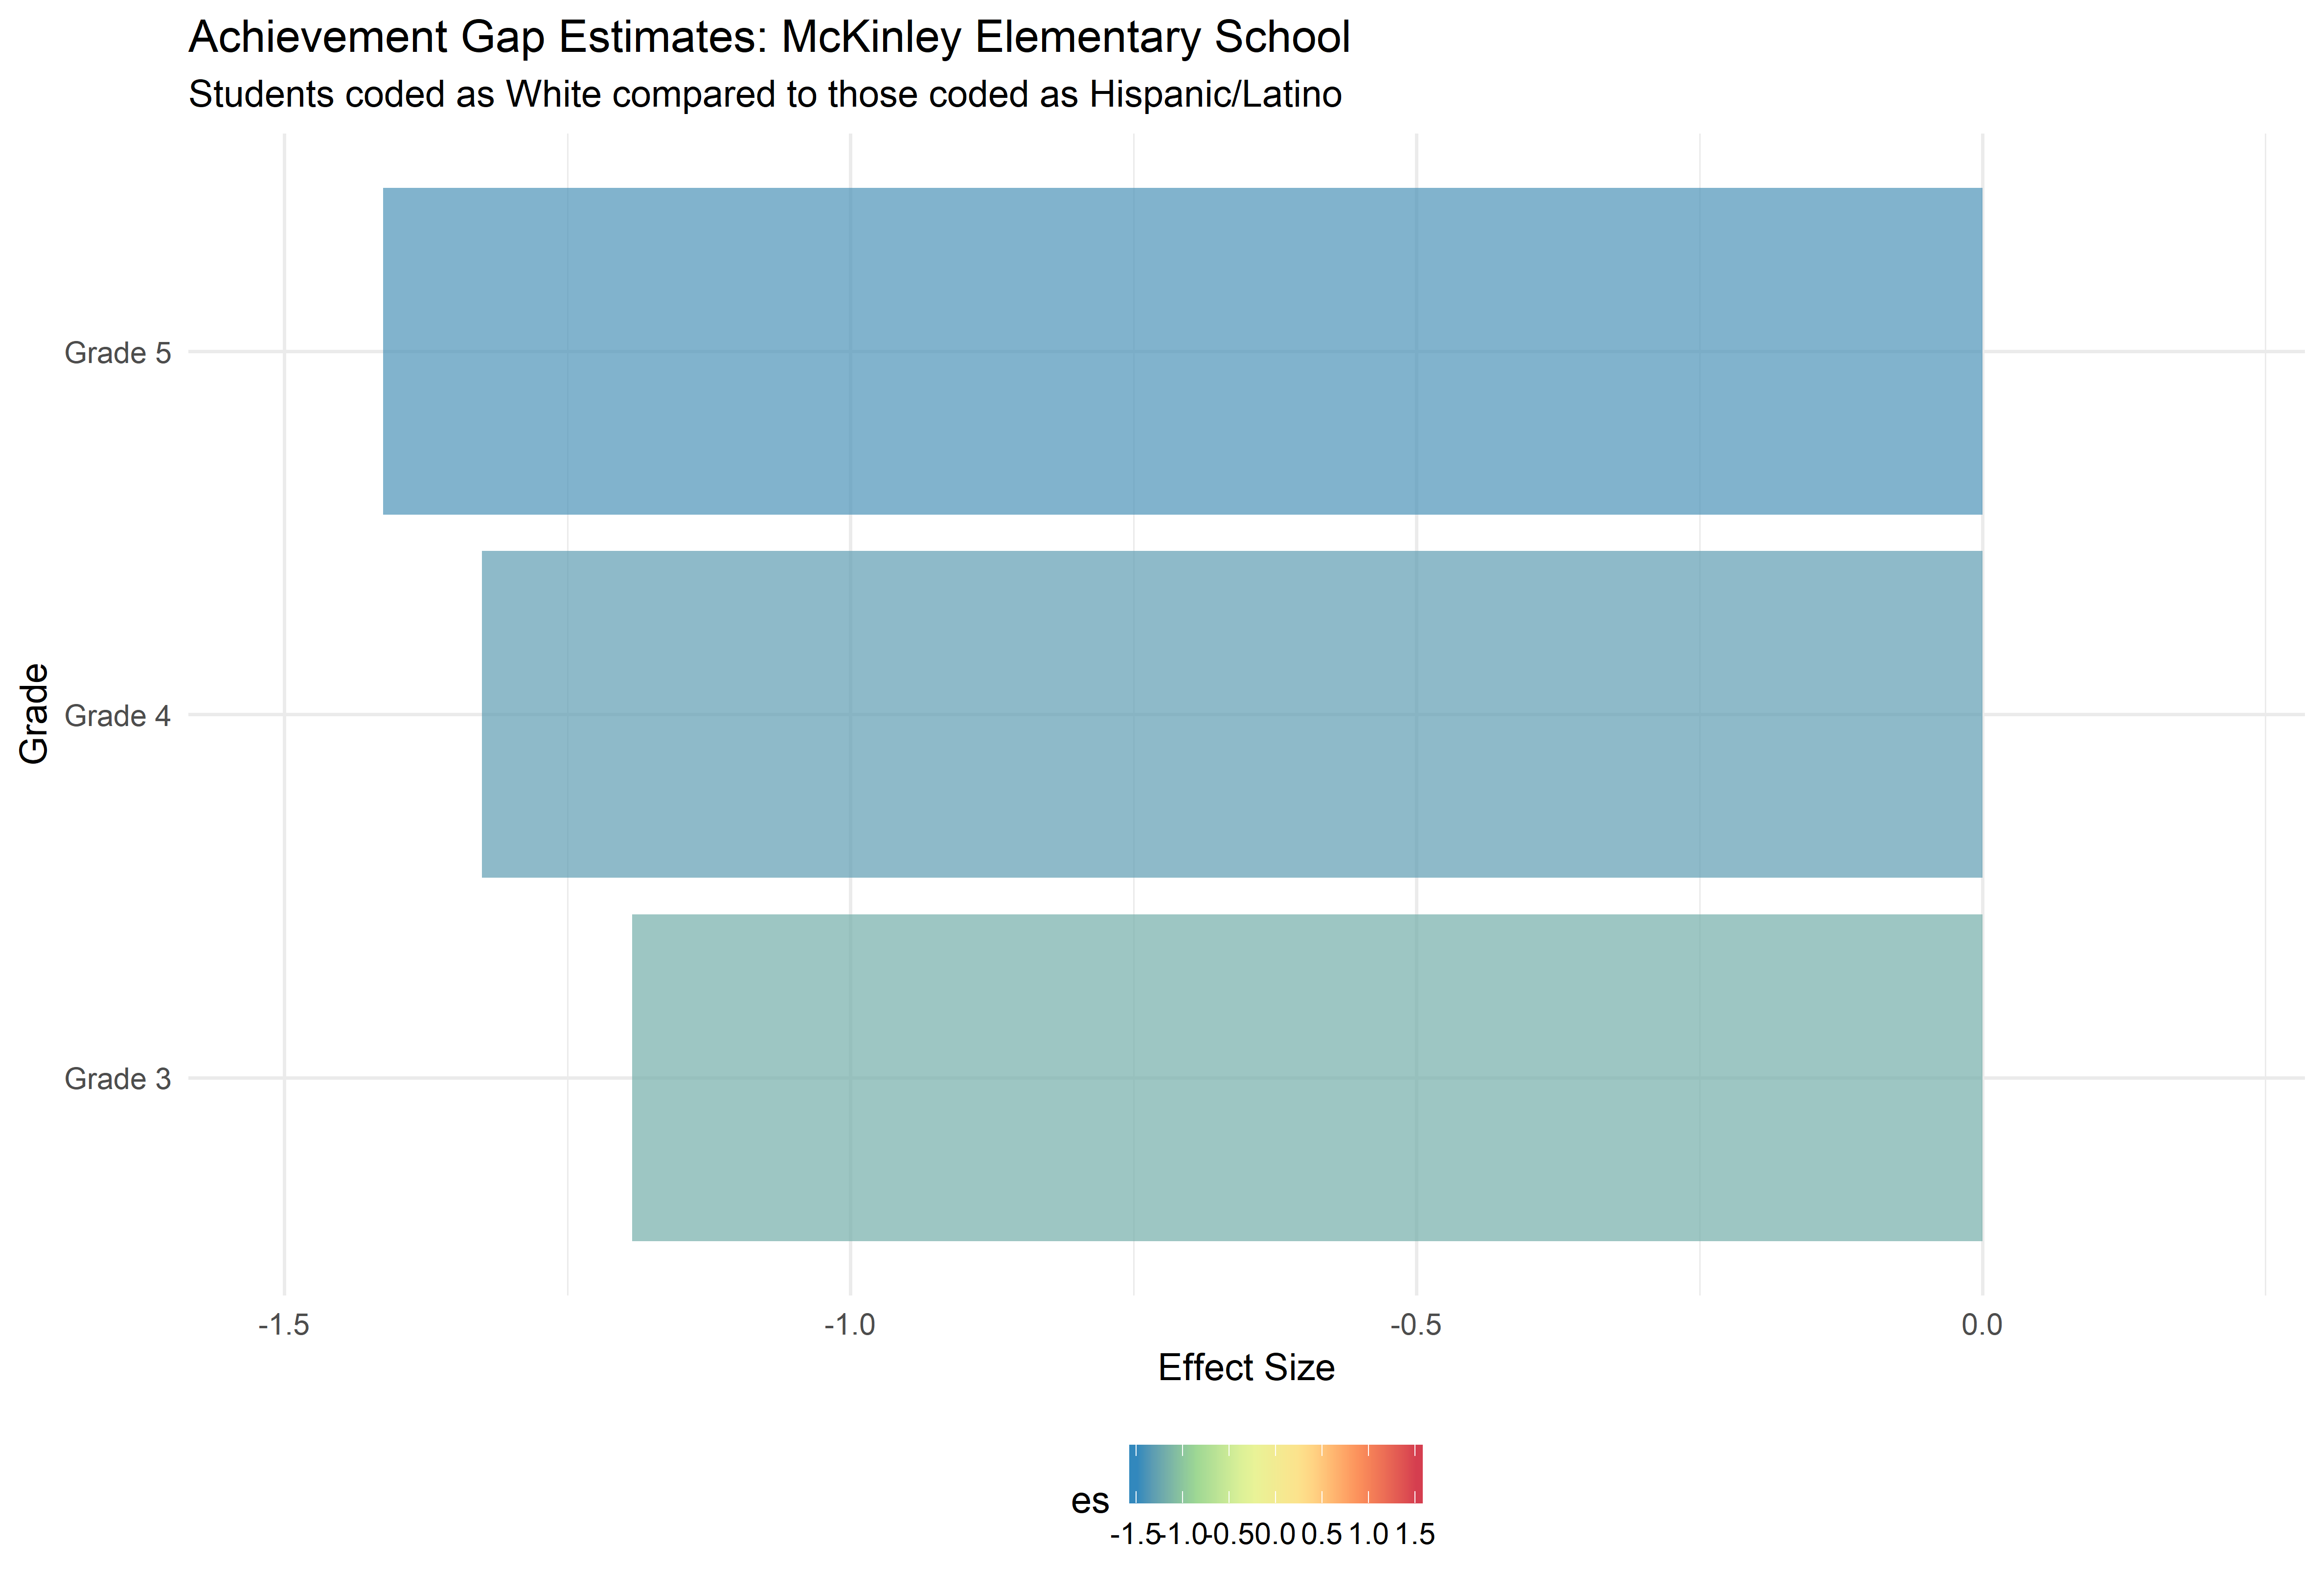 Achievement Gap Estimates: McKinley Elementary School
Students coded as White compared to those coded as Hispanic/Latino
Grade
Grade 5
Grade 4
Grade 3
-1.5 -1.0 -0.5 0.0
Effect Size
es
-1.5 -1.0 -0.5 0.0 0.5 1.0 1.5